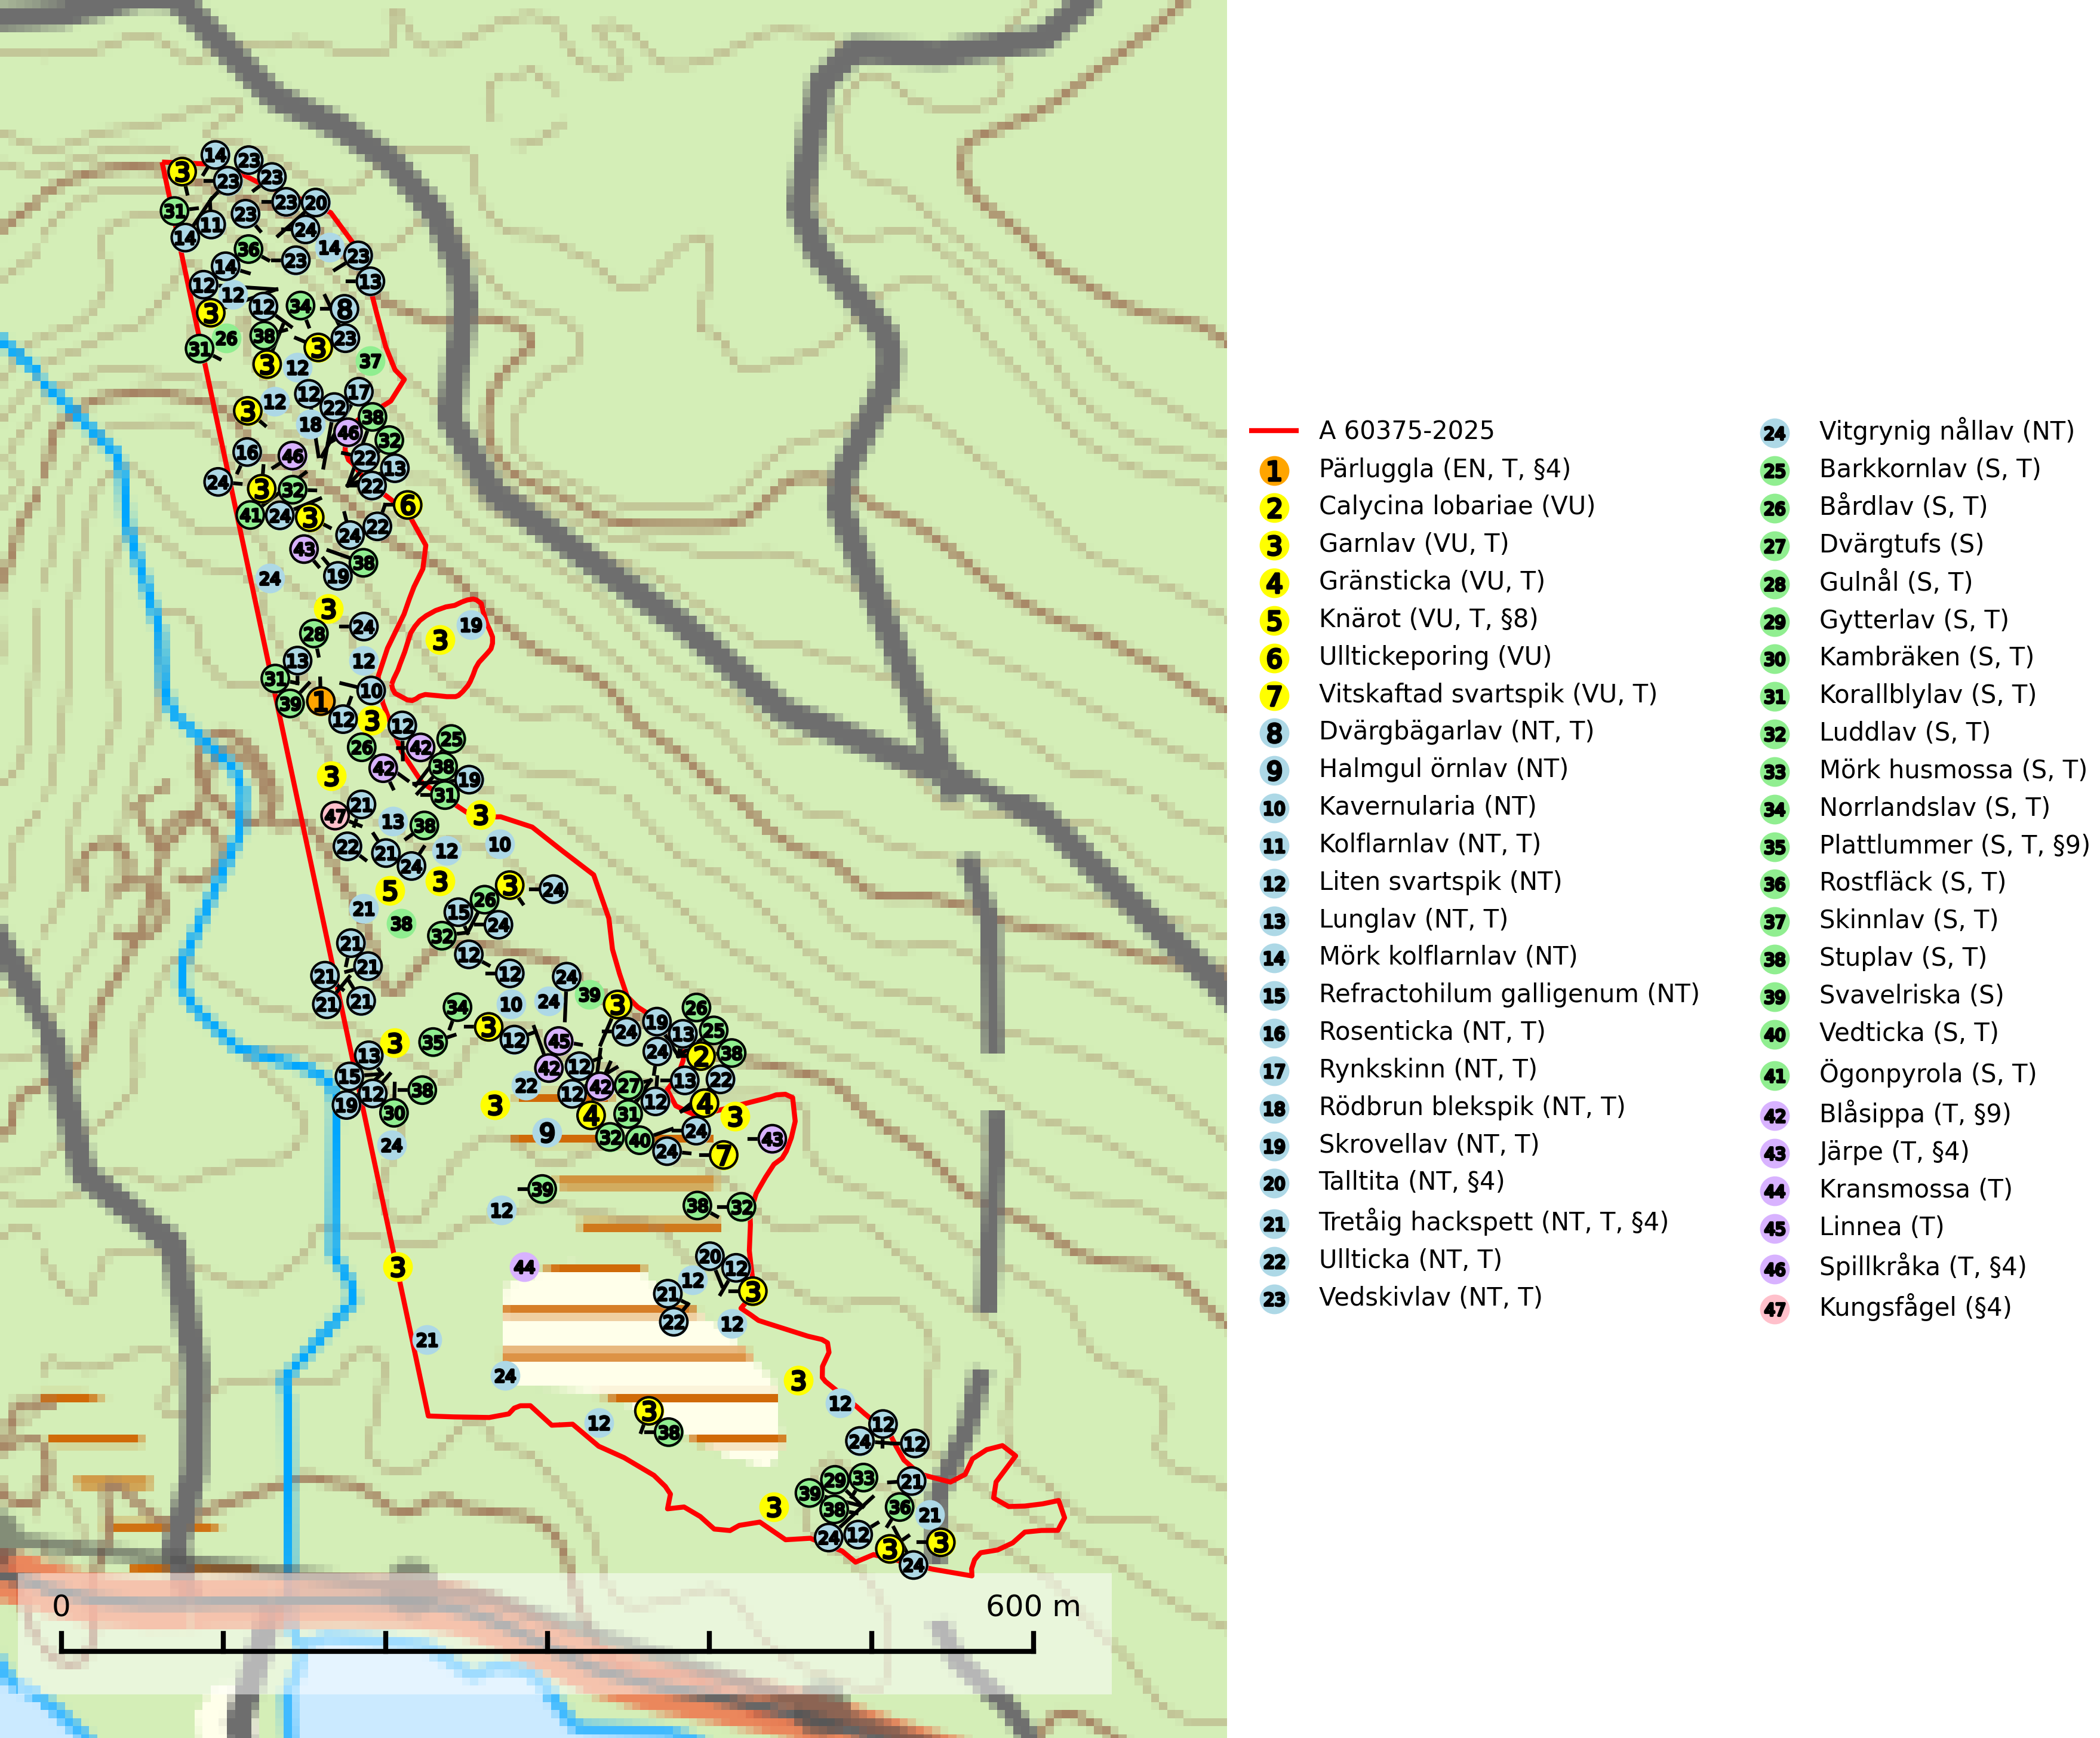 A 60375-2025
1 Pärluggla (EN, T, §4)
2 Calycina lobariae (VU)
3 Garnlav (VU, T)
4 Gränsticka (VU, T)
5 Knärot (VU, T, §8)
6 Ulltickeporing (VU)
7 Vitskaftad svartspik (VU, T)
8 Dvärgbägarlav (NT, T)
9 Halmgul örnlav (NT)
10 Kavernularia (NT)
11 Kolflarnlav (NT, T)
12 Liten svartspik (NT)
13 Lunglav (NT, T)
14 Mörk kolflarnlav (NT)
15 Refractohilum galligenum (NT)
16 Rosenticka (NT, T)
17 Rynkskinn (NT, T)
18 Rödbrun blekspik (NT, T)
19 Skrovellav (NT, T)
20 Talltita (NT, §4)
21 Tretåig hackspett (NT, T, §4)
22 Ullticka (NT, T)
23 Vedskivlav (NT, T)
24 Vitgrynig nållav (NT)
25 Barkkornlav (S, T)
26 Bårdlav (S, T)
27 Dvärgtufs (S)
28 Gulnål (S, T)
29 Gytterlav (S, T)
30 Kambräken (S, T)
31 Korallblylav (S, T)
32 Luddlav (S, T)
33 Mörk husmossa (S, T)
34 Norrlandslav (S, T)
35 Plattlummer (S, T, §9)
36 Rostfläck (S, T)
37 Skinnlav (S, T)
38 Stuplav (S, T)
39 Svavelriska (S)
40 Vedticka (S, T)
41 Ögonpyrola (S, T)
42 Blåsippa (T, §9)
43 Järpe (T, §4)
44 Kransmossa (T)
45 Linnea (T)
46 Spillkråka (T, §4)
47 Kungsfågel (§4)
0 600 m